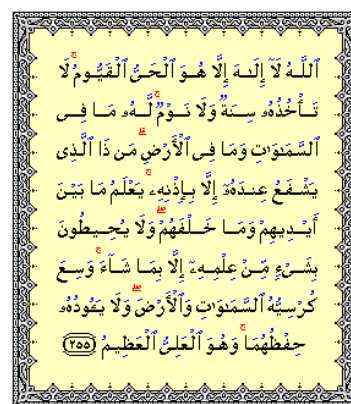 ٱللَّهُ لَآ إِلَـٰهَ إِلَّا هُوَ ٱلْحَىُّ ٱلْقَيُّومُ ۚ لَا
تَأْخُذُهُۥ سِنَةٌۭ وَلَا نَوْمٌۭ ۚ لَّهُۥ مَا فِى
ٱلسَّمَـٰوَٰتِ وَمَا فِى ٱلْأَرْضِ ۗ مَن ذَا ٱلَّذِى
يَشْفَعُ عِندَهُۥٓ إِلَّا بِإِذْنِهِۦ ۚ يَعْلَمُ مَا بَيْنَ
أَيْدِيهِمْ وَمَا خَلْفَهُمْ ۖ وَلَا يُحِيطُونَ
بِشَىْءٍۢ مِّنْ عِلْمِهِۦٓ إِلَّا بِمَا شَآءَ ۚ وَسِعَ
كُرْسِيُّهُ ٱلسَّمَـٰوَٰتِ وَٱلْأَرْضَ ۖ وَلَا يَـُٔودُهُۥ
حِفْظُهُمَا ۚ وَهُوَ ٱلْعَلِىُّ ٱلْعَظِيمُ ٢٥٥